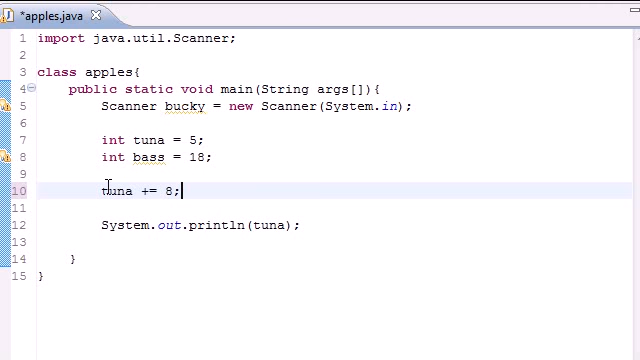 *apples.java
1 import java.util.Scanner;
2
3 class apples{
4 public static void main(String args[]){
5 Scanner bucky = new Scanner(System.in);
6
7 int tuna = 5;
8 int bass = 18;
9
10 tuna += 8;
11
12 System.out.println(tuna);
13
14 }
15 }